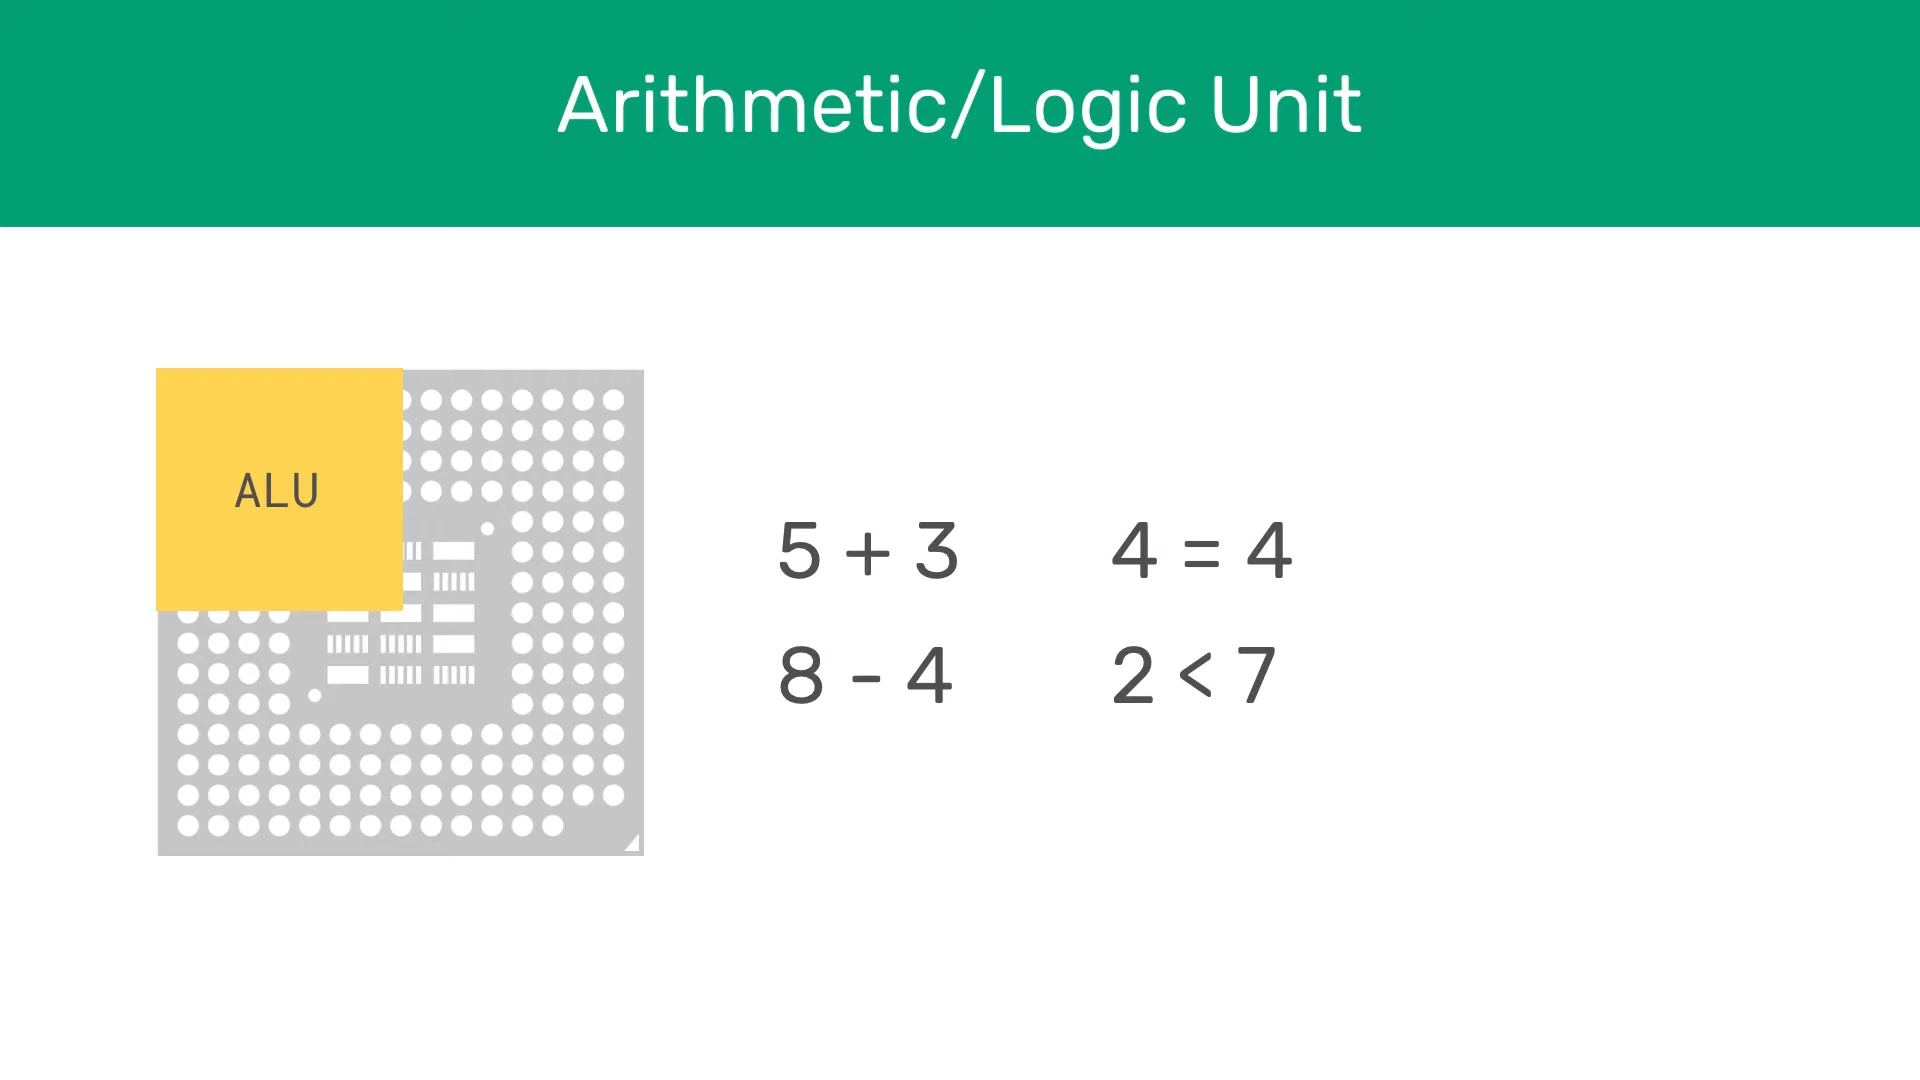 Arithmetic/Logic Unit
ALU
5 + 3
8 - 4
4 = 4
2 < 7